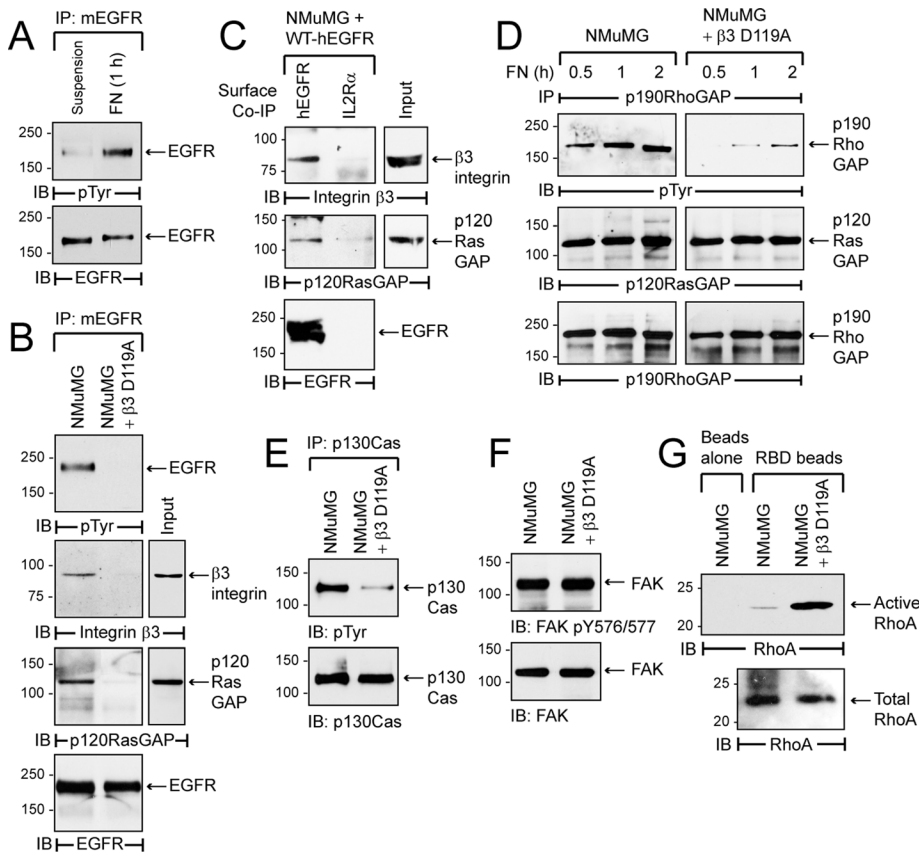 A
IP: mEGFR
Suspension
FN (1 h)
250
150
EGFR
IB pTyr
250
150
EGFR
IB EGFR
B
IP: mEGFR
NMuMG
NMuMG
+ β3 D119A
250
150
EGFR
IB pTyr
Input
100
75
β3
integrin
IB Integrin β3
150
100
p120
Ras
GAP
IB p120RasGAP
250
150
EGFR
IB EGFR
C
NMuMG +
WT-hEGFR
Surface
Co-IP
hEGFR
IL2Rα
Input
100
75
β3
integrin
IB Integrin β3
150
100
p120
Ras
GAP
IB p120RasGAP
250
150
EGFR
IB EGFR
D
NMuMG
NMuMG
+ β3 D119A
FN (h) 0.5 1 2 0.5 1 2
IP p190RhoGAP
250
150
p190
Rho
GAP
IB pTyr
150
100
p120
Ras
GAP
IB p120RasGAP
250
150
p190
Rho
GAP
IB p190RhoGAP
E
IP: p130Cas
NMuMG
NMuMG
+ β3 D119A
150
100
p130
Cas
IB: pTyr
150
100
p130
Cas
IB: p130Cas
F
NMuMG
NMuMG
+ β3 D119A
150
100
FAK
IB: FAK pY576/577
150
100
FAK
IB: FAK
G
Beads
alone
RBD beads
NMuMG
NMuMG
NMuMG
+ β3 D119A
25
20
Active
RhoA
IB RhoA
25
20
Total
RhoA
IB RhoA